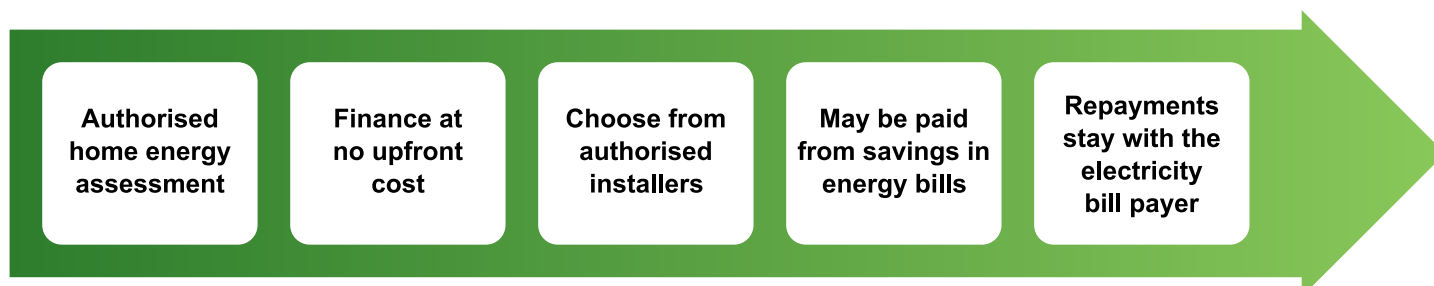 Authorised
home energy
assessment
Finance at
no upfront
cost
Choose from
authorised
installers
May be paid
from savings in
energy bills
Repayments
stay with the
electricity
bill payer